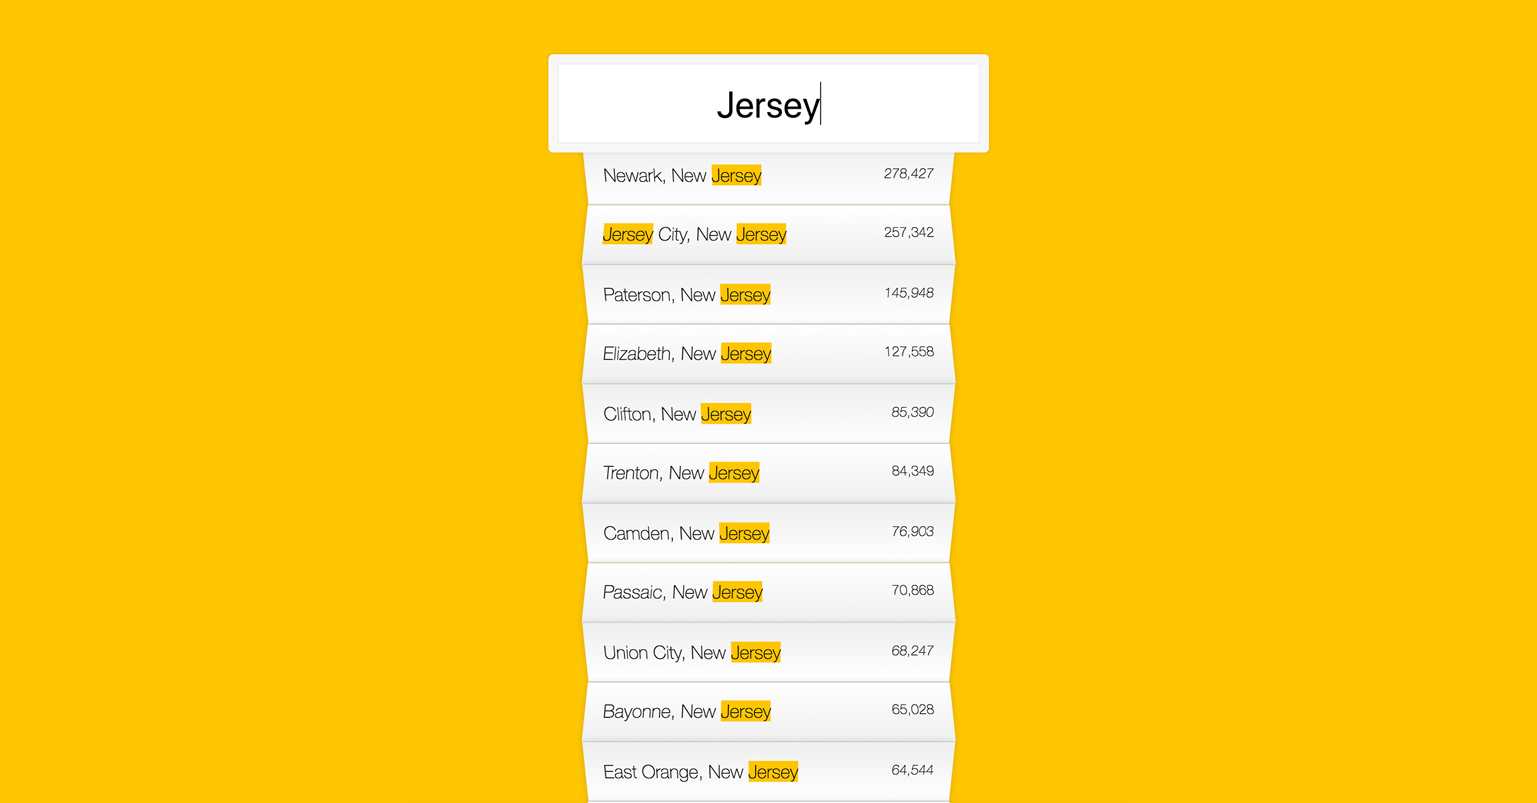 Jersey
Newark, New Jersey 278,427
Jersey City, New Jersey 257,342
Paterson, New Jersey 145,948
Elizabeth, New Jersey 127,558
Clifton, New Jersey 85,390
Trenton, New Jersey 84,349
Camden, New Jersey 76,903
Passaic, New Jersey 70,868
Union City, New Jersey 68,247
Bayonne, New Jersey 65,028
East Orange, New Jersey 64,544